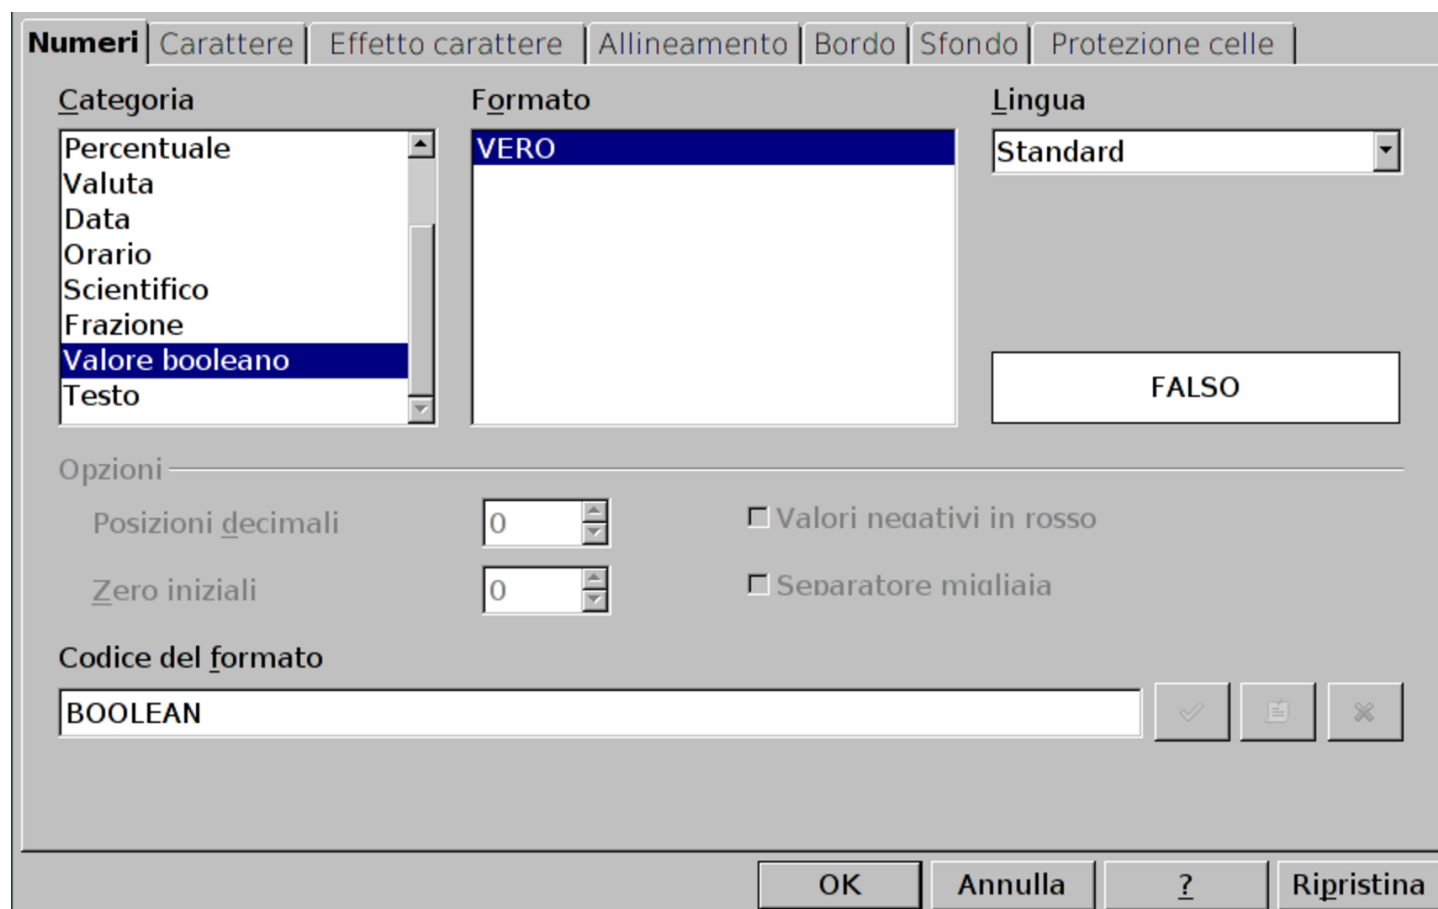 Numeri Carattere Effetto carattere Allineamento Bordo Sfondo Protezione celle
Categoria Formato Lingua
Percentuale VERO Standard
Valuta
Data
Orario
Scientifico
Frazione
Valore booleano
Testo FALSO
Opzioni
Posizioni decimali 0 Valori negativi in rosso
Zero iniziali 0 Separatore migliaia
Codice del formato
BOOLEAN
OK Annulla ? Ripristina